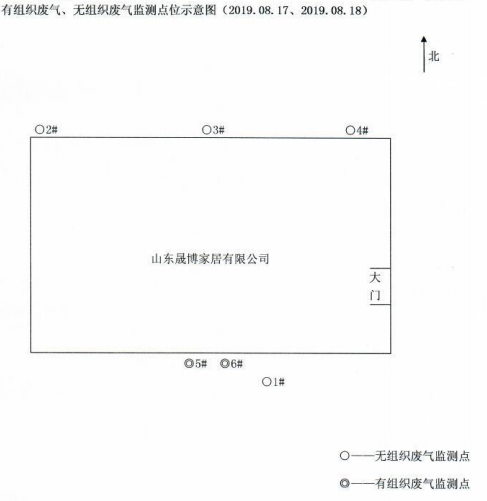 有组织废气、无组织废气监测点位示意图（2019.08.17、2019.08.18）
北
○2# ○3# ○4#
山东晟博家居有限公司
大
门
◎5# ◎6#
○1#
○——无组织废气监测点
◎——有组织废气监测点